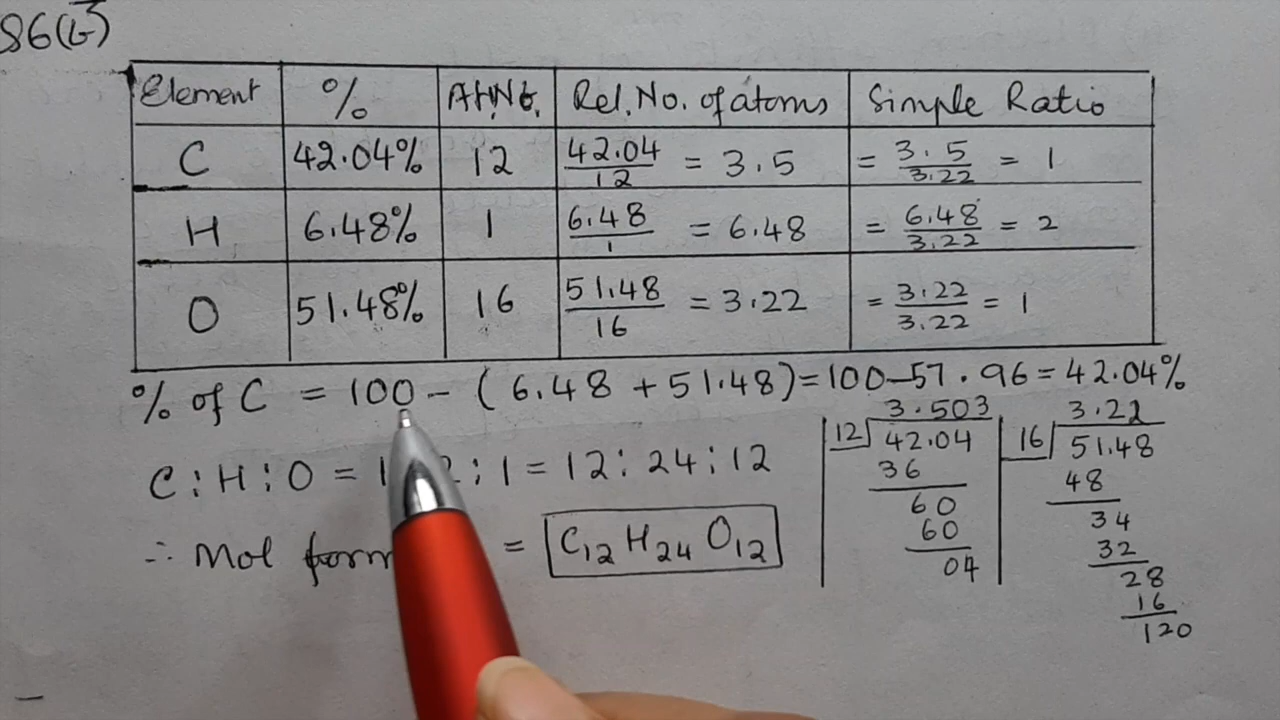 86(b)
Element % At.Wt. Rel. No. of atoms Simple Ratio
C 42.04% 12 42.04/12 = 3.5 = 3.5/3.22 = 1
H 6.48% 1 6.48/1 = 6.48 = 6.48/3.22 = 2
O 51.48% 16 51.48/16 = 3.22 = 3.22/3.22 = 1
% of C = 100 - (6.48 + 51.48) = 100 - 57.96 = 42.04%
C : H : O = 1 2 : 1 = 12 : 24 : 12
∴ Mol form = C12 H24 O12
3.503
12 42.04
36
60
60
04
3.22
16 51.48
48
34
32
28
16
120